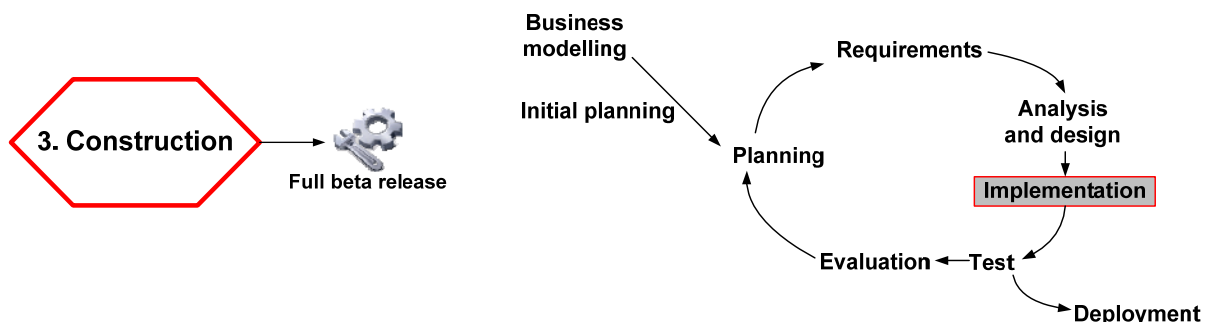 3. Construction
Full beta release
Business
modelling
Initial planning
Planning
Requirements
Analysis
and design
Implementation
Test
Evaluation
Deployment